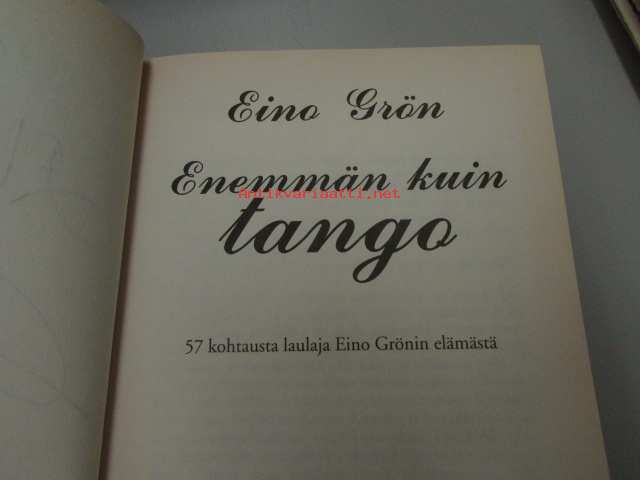 Eino Grön
Enemmän kuin
Antikvariaatti.net
tango
57 kohtausta laulaja Eino Grönin elämästä